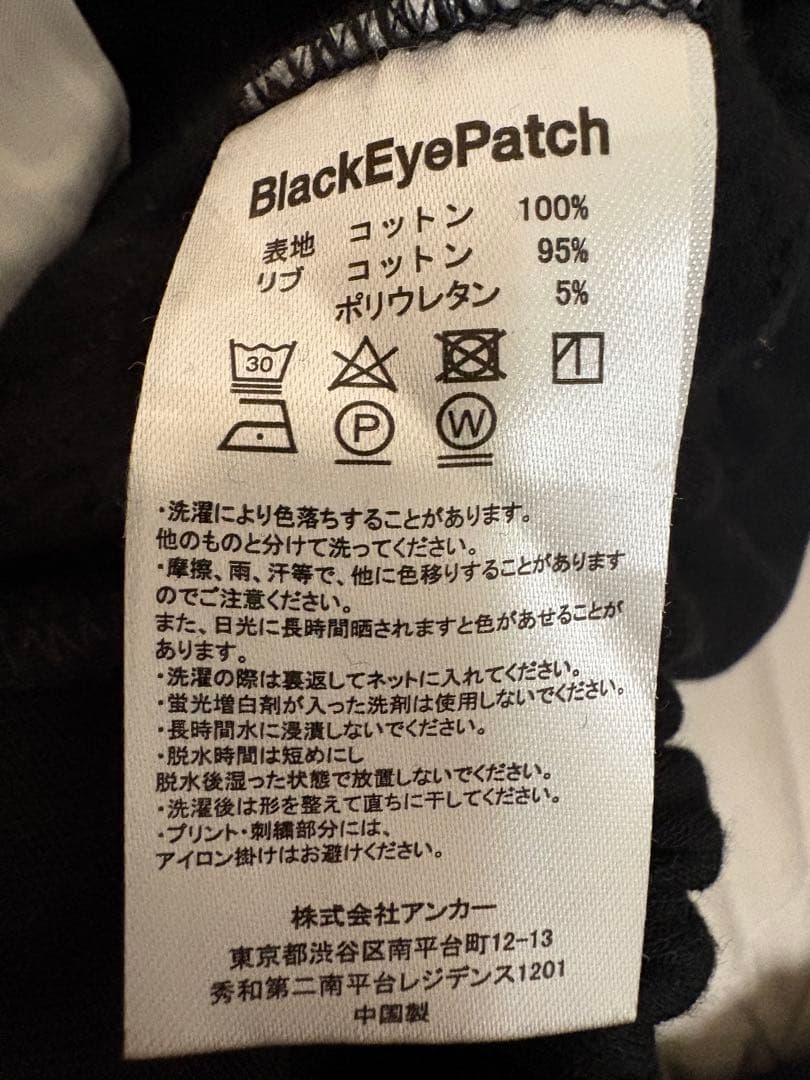 BlackEyePatch
表地 コットン 100%
リブ コットン 95%
ポリウレタン 5%
30
P W
・洗濯により色落ちすることがあります。
他のものと分けて洗ってください。
・摩擦、雨、汗等で、他に色移りすることがあります
のでご注意ください。
また、日光に長時間晒されますと色があせることが
あります。
・洗濯の際は裏返してネットに入れてください。
・蛍光増白剤が入った洗剤は使用しないでください。
・長時間水に浸漬しないでください。
・脱水時間は短めにし
脱水後湿った状態で放置しないでください。
・洗濯後は形を整えて直ちに干してください。
・プリント・刺繍部分には、
アイロン掛けはお避けください。
株式会社アンカー
東京都渋谷区南平台町12-13
秀和第二南平台レジデンス1201
中国製